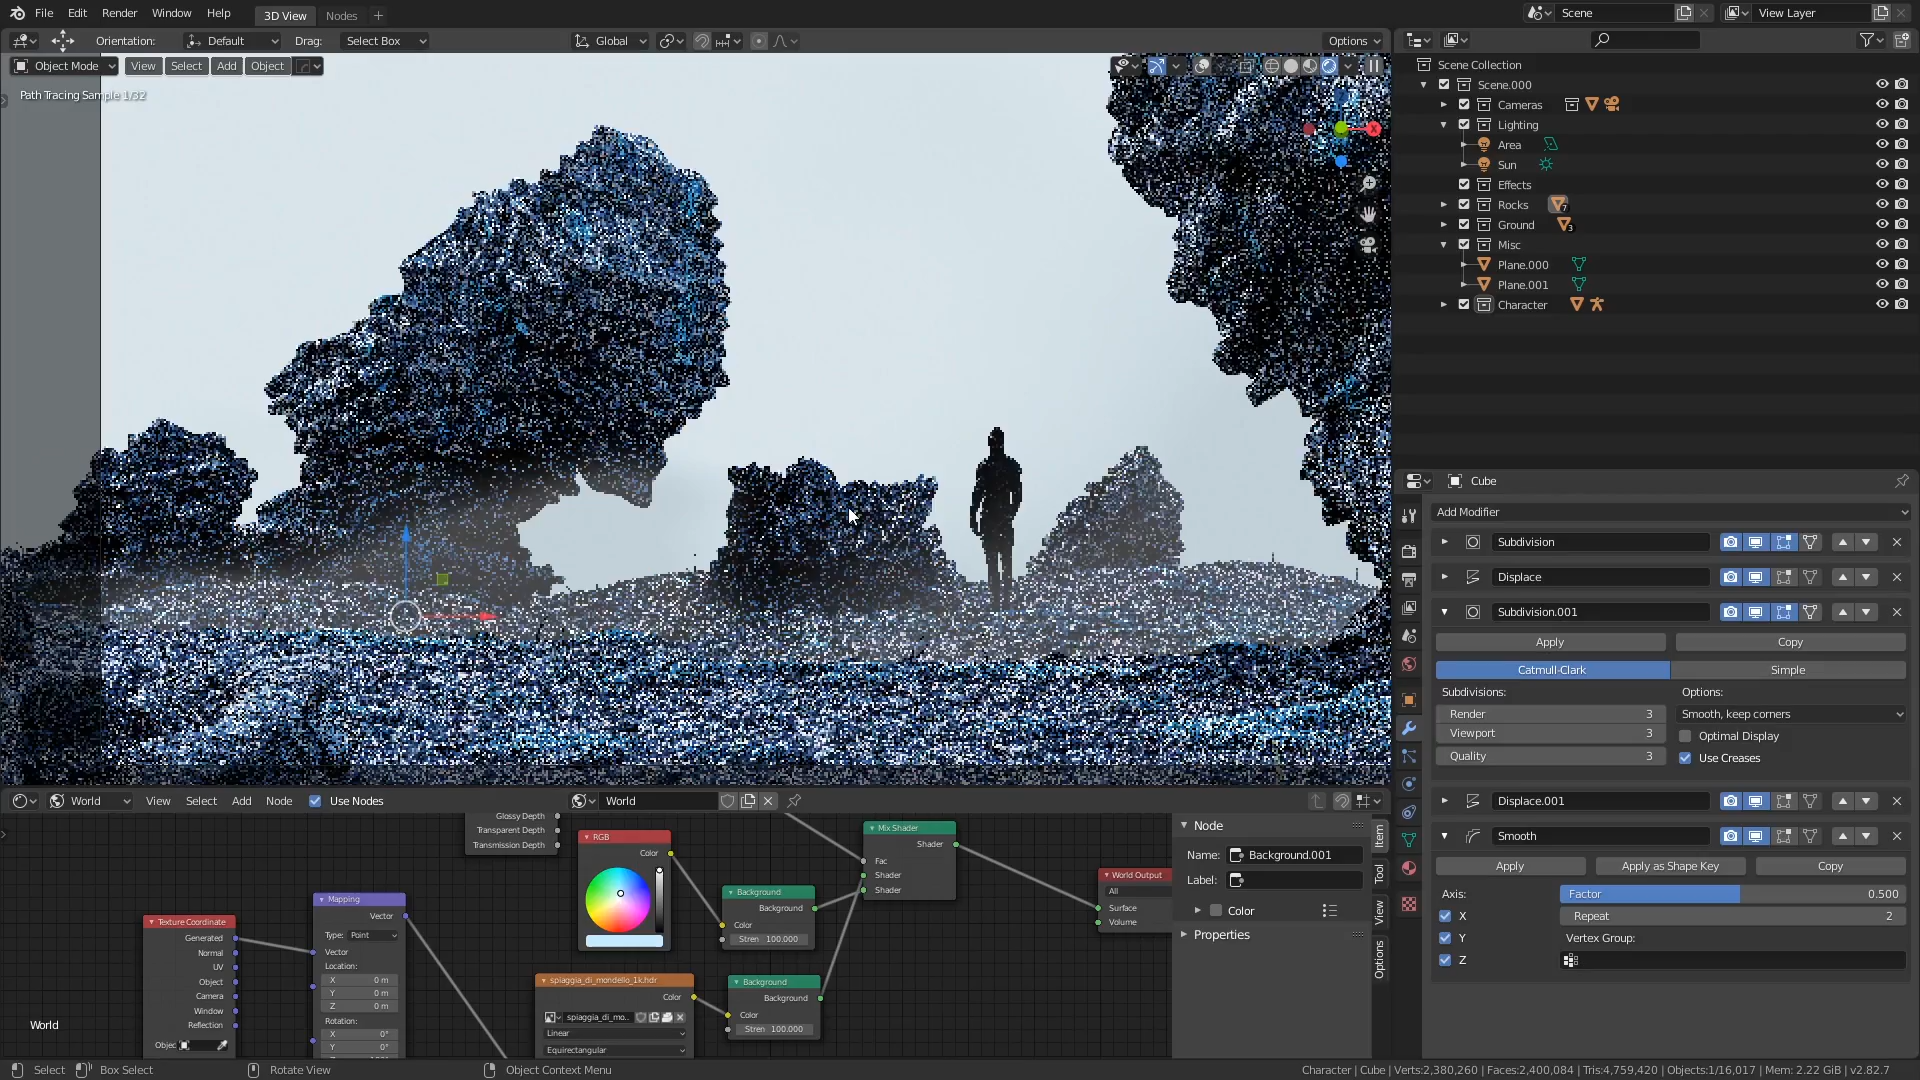 File Edit Render Window Help 3D View Nodes +
Scene View Layer
Orientation: Default Drag: Select Box Global Options
Object Mode View Select Add Object
Path Tracing Sample 1/32
X
Scene Collection
Scene.000
Cameras
Lighting
Area
Sun
Effects
Rocks 7
Ground 3
Misc
Plane.000
Plane.001
Character
Cube
Add Modifier
Subdivision
Displace
Subdivision.001
Apply Copy
Catmull-Clark Simple
Subdivisions: Options:
Render 3 Smooth, keep corners
Viewport 3 Optimal Display
Quality 3 Use Creases
Displace.001
Smooth
Apply Apply as Shape Key Copy
Axis: Factor 0.500
X Repeat 2
Y Vertex Group:
Z
World View Select Add Node Use Nodes World
Glossy Depth
Transparent Depth
Transmission Depth
RGB
Color
Mix Shader
Shader
Fac
Shader
Shader
Background
Background
Color
Stren 100.000
World Output
All
Surface
Volume
Texture Coordinate
Generated
Normal
UV
Object
Camera
Window
Reflection
Objec
Mapping
Vector
Type: Point
Vector
Location:
X 0 m
Y 0 m
Z 0 m
Rotation:
X 0°
Y 0°
spiaggia_di_mondello_1k.hdr
Color
spiaggia_di_mo..
Linear
Equirectangular
Background
Background
Color
Stren 100.000
Node
Name: Background.001
Label:
Color
Properties
Item
Tool
View
Options
World
Select Box Select Rotate View Object Context Menu
Character | Cube | Verts:2,380,260 | Faces:2,400,084 | Tris:4,759,420 | Objects:1/16,017 | Mem: 2.22 GiB | v2.82.7